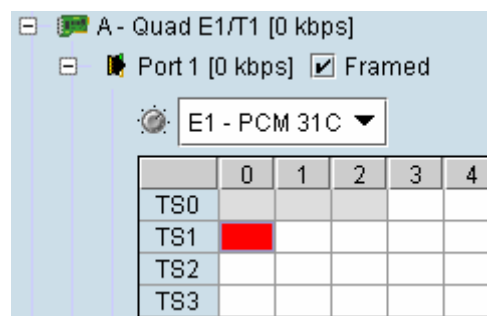 A - Quad E1/T1 [0 kbps]
Port 1 [0 kbps] Framed
E1 - PCM 31C
0 1 2 3 4
TS0
TS1
TS2
TS3